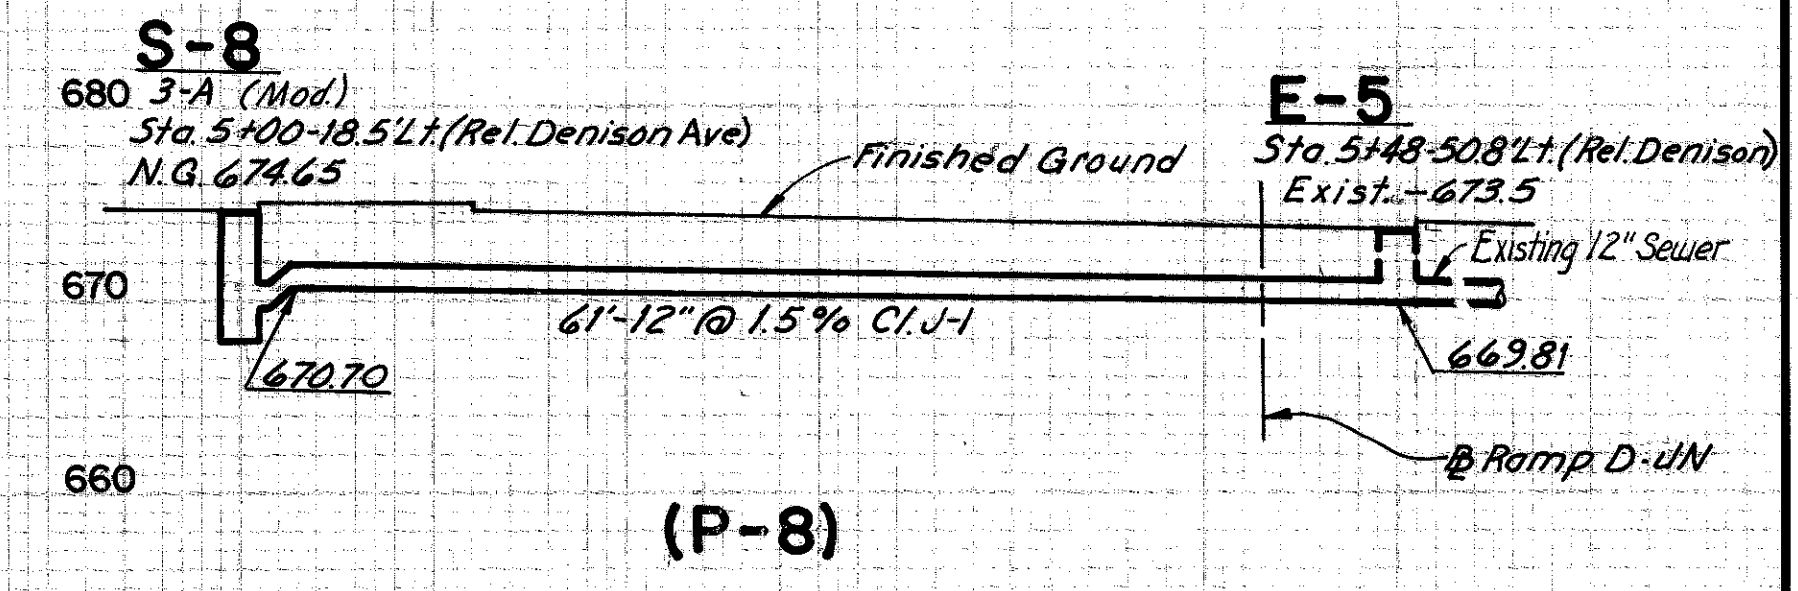 S-8
680 3-A (Mod.)
Sta. 5+00-18.5'Lt.(Rel. Denison Ave)
N.G. 674.65
E-5
Sta. 5+48-50.8'Lt.(Rel. Denison)
Exist.-673.5
Finished Ground
Existing 12" Sewer
670
61'-12" @ 1.5% Cl. J-1
670.70
669.81
660
BL Ramp D-JN
(P-8)